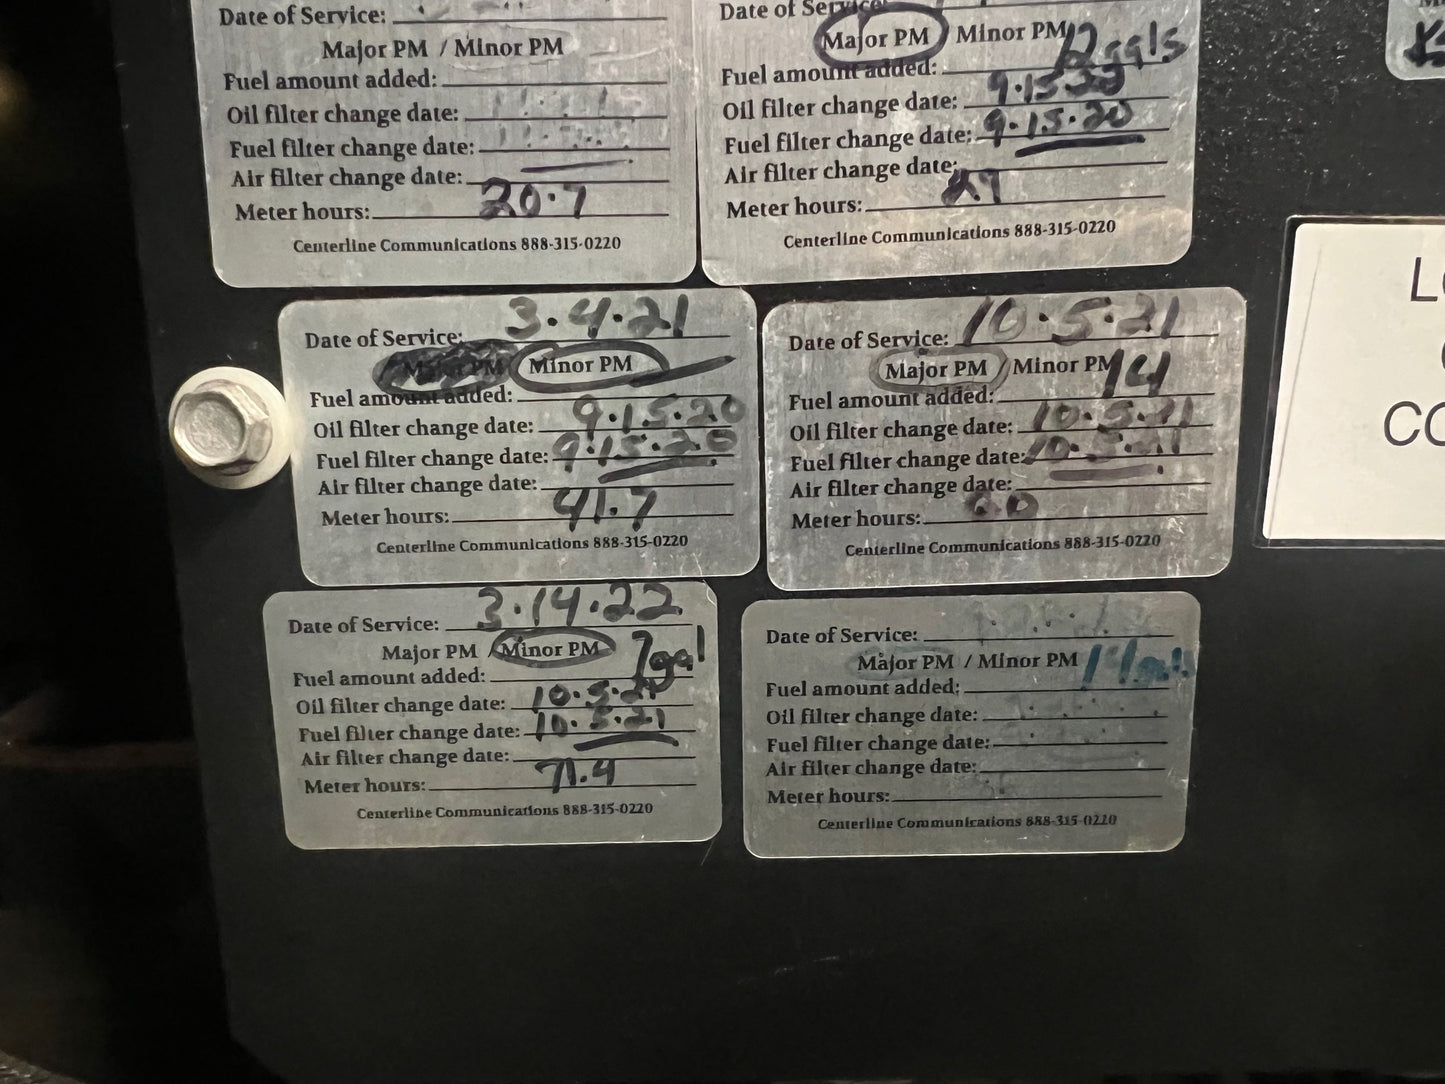 Date of Service:
Major PM / Minor PM
Fuel amount added:
Oil filter change date:
Fuel filter change date:
Air filter change date:
Meter hours: 20.7
Centerline Communications 888-315-0220
Date of Service:
Major PM / Minor PM
Fuel amount added: 12gals
Oil filter change date: 9.15.20
Fuel filter change date: 9.15.20
Air filter change date:
Meter hours:
Centerline Communications 888-315-0220
Date of Service: 3.4.21
Major PM / Minor PM
Fuel amount added:
Oil filter change date: 9.15.20
Fuel filter change date: 9.15.20
Air filter change date:
Meter hours: 41.7
Centerline Communications 888-315-0220
Date of Service: 10.5.21
Major PM / Minor PM
Fuel amount added: 14
Oil filter change date: 10.5.21
Fuel filter change date: 10.5.21
Air filter change date:
Meter hours:
Centerline Communications 888-315-0220
Date of Service: 3.14.22
Major PM / Minor PM
Fuel amount added: 7gal
Oil filter change date: 10.5.21
Fuel filter change date: 10.5.21
Air filter change date:
Meter hours: 71.4
Centerline Communications 888-315-0220
Date of Service:
Major PM / Minor PM
Fuel amount added:
Oil filter change date:
Fuel filter change date:
Air filter change date:
Meter hours:
Centerline Communications 888-315-0220